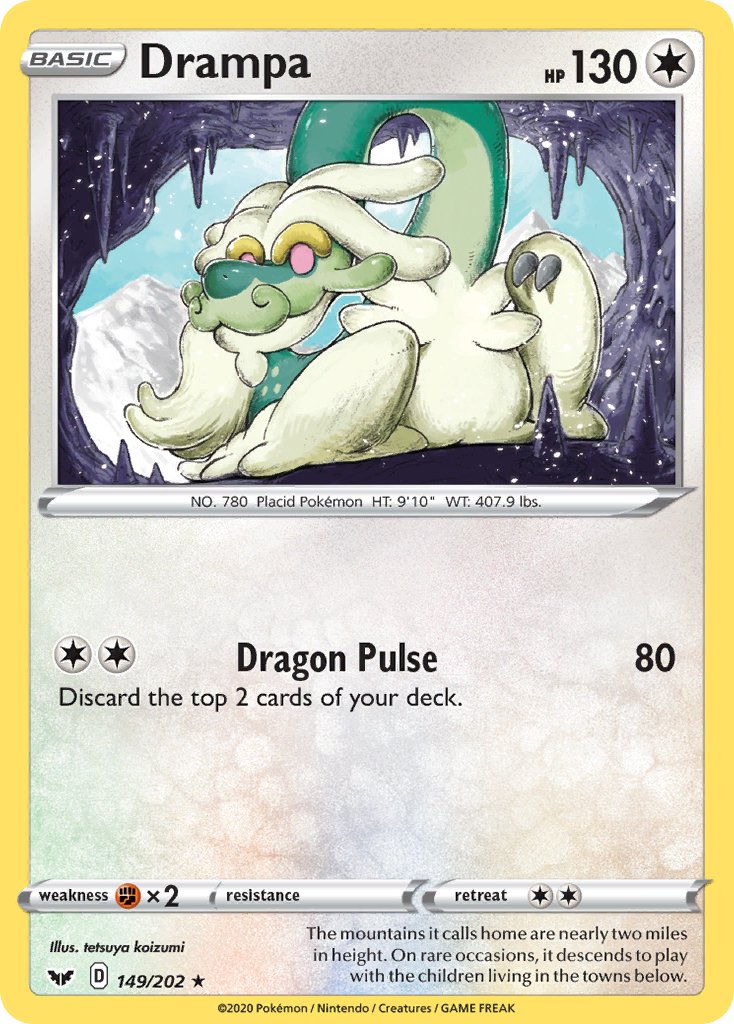 BASIC Drampa HP 130
NO. 780 Placid Pokémon HT: 9'10" WT: 407.9 lbs.
Dragon Pulse 80
Discard the top 2 cards of your deck.
weakness ×2 resistance retreat
The mountains it calls home are nearly two miles
in height. On rare occasions, it descends to play
with the children living in the towns below.
Illus. tetsuya koizumi
D 149/202 ★
©2020 Pokémon / Nintendo / Creatures / GAME FREAK